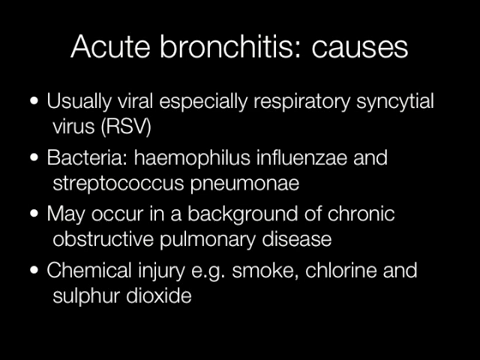 Acute bronchitis: causes
• Usually viral especially respiratory syncytial
virus (RSV)
• Bacteria: haemophilus influenzae and
streptococcus pneumonae
• May occur in a background of chronic
obstructive pulmonary disease
• Chemical injury e.g. smoke, chlorine and
sulphur dioxide